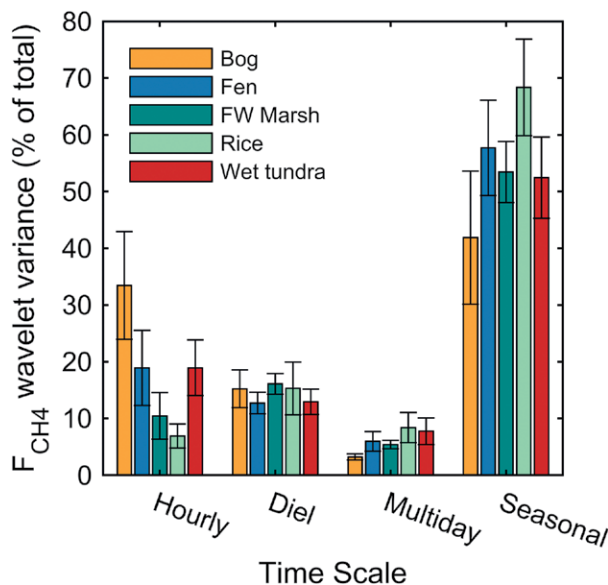 F_CH4 wavelet variance (% of total)
80
70
60
50
40
30
20
10
0
Bog
Fen
FW Marsh
Rice
Wet tundra
Hourly
Diel
Multiday
Seasonal
Time Scale